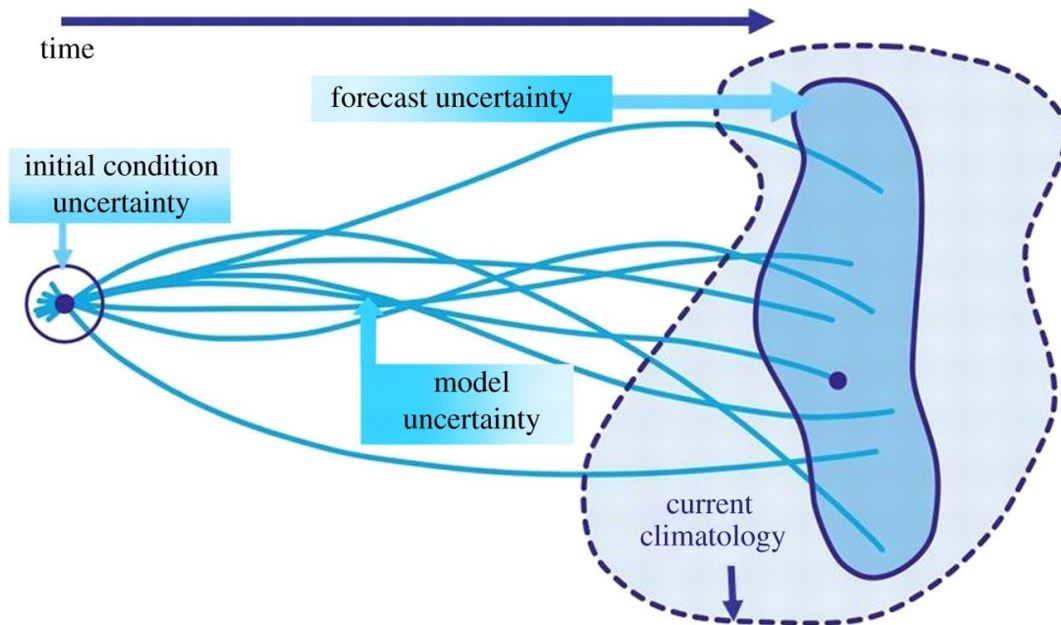 time
forecast uncertainty
initial condition
uncertainty
model
uncertainty
current
climatology